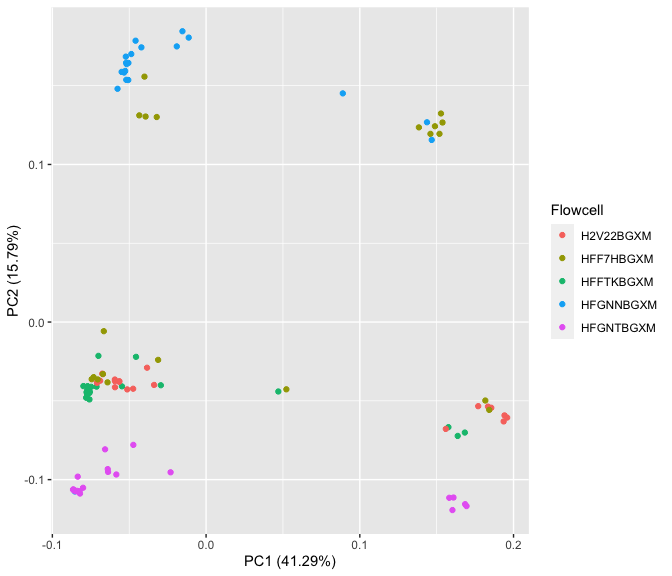 0.1
0.0
-0.1
PC2 (15.79%)
-0.1
0.0
0.1
0.2
PC1 (41.29%)
Flowcell
H2V22BGXM
HFF7HBGXM
HFFTKBGXM
HFGNNBGXM
HFGNTBGXM